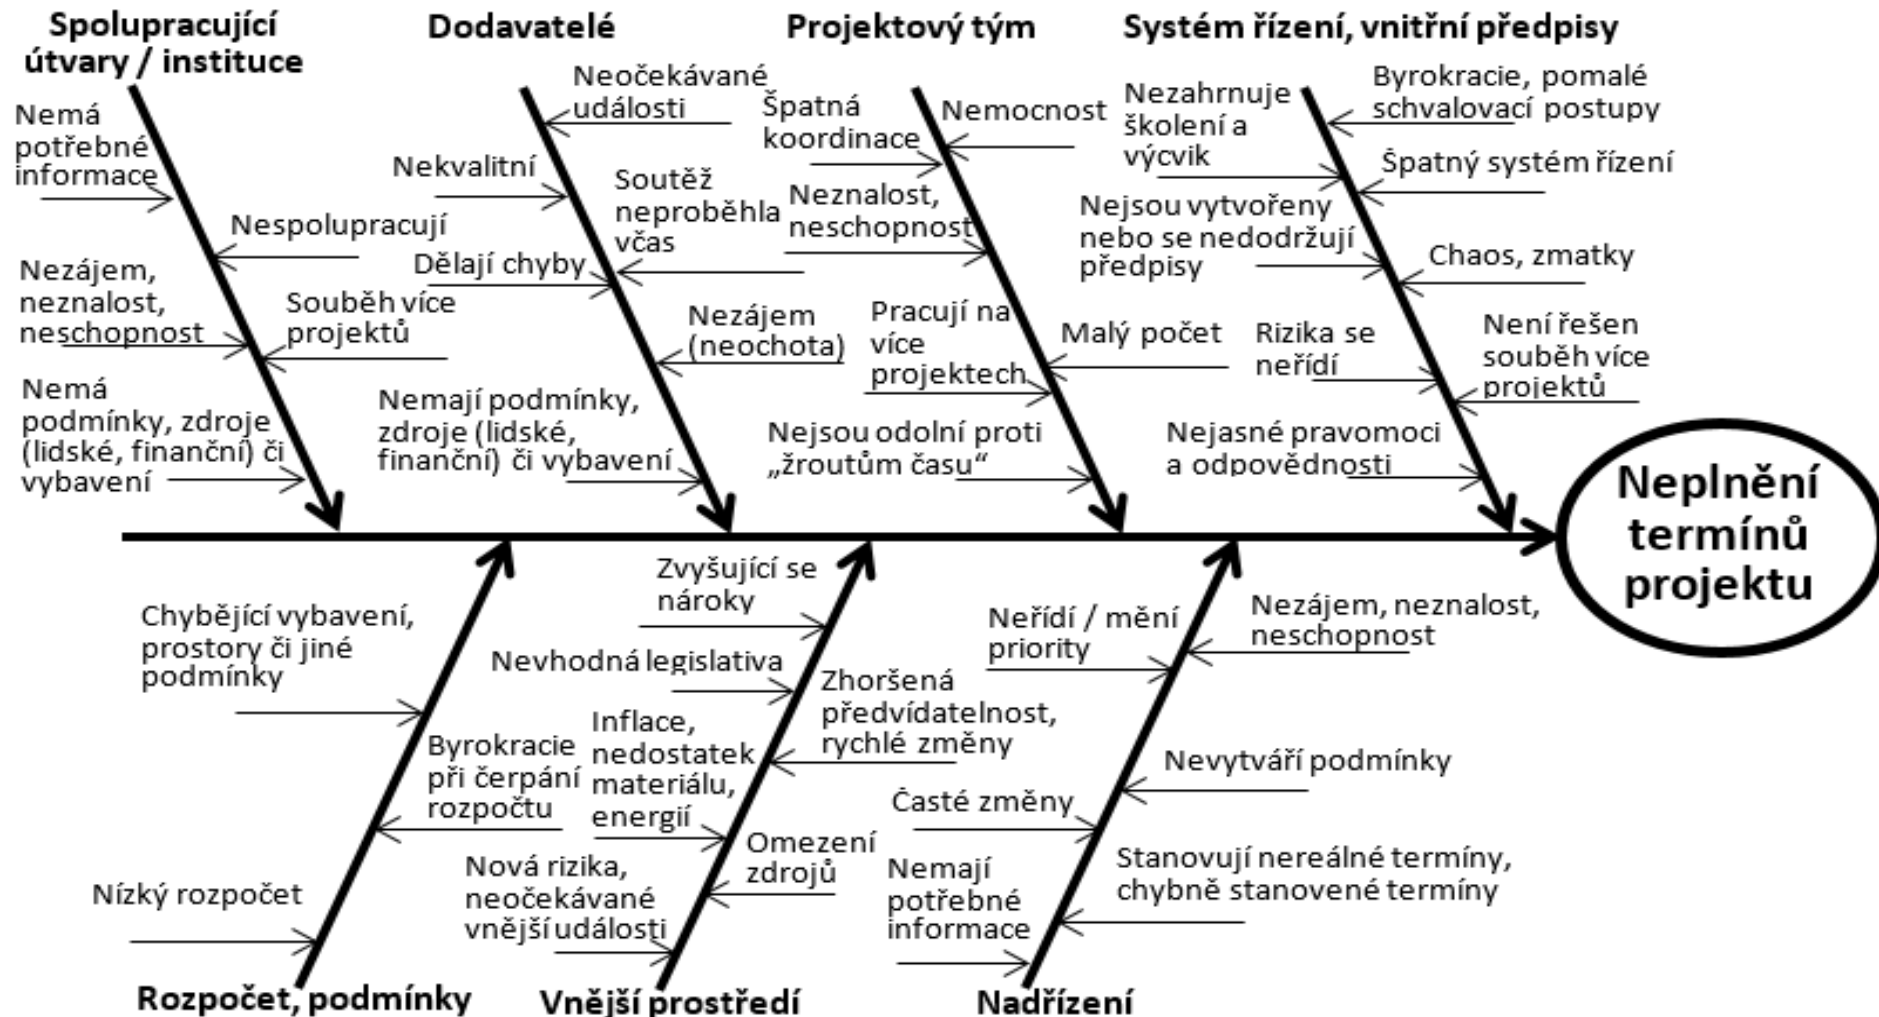 Spolupracující
útvary / instituce
Nemá
potřebné
informace
Nespolupracují
Nezájem,
neznalost,
neschopnost
Souběh více
projektů
Nemá
podmínky, zdroje
(lidské, finanční) či
vybavení
Dodavatelé
Neočekávané
události
Nekvalitní
Soutěž
neproběhla
včas
Dělají chyby
Nezájem
(neochota)
Nemají podmínky,
zdroje (lidské,
finanční) či vybavení
Projektový tým
Špatná
koordinace
Nemocnost
Neznalost,
neschopnost
Pracují na
více
projektech
Malý počet
Nejsou odolní proti
„žroutům času“
Systém řízení, vnitřní předpisy
Nezahrnuje
školení a
výcvik
Byrokracie, pomalé
schvalovací postupy
Špatný systém řízení
Nejsou vytvořeny
nebo se nedodržují
předpisy
Chaos, zmatky
Rizika se
neřídí
Není řešen
souběh více
projektů
Nejasné pravomoci
a odpovědnosti
Neplnění
termínů
projektu
Chybějící vybavení,
prostory či jiné
podmínky
Byrokracie
při čerpání
rozpočtu
Nízký rozpočet
Rozpočet, podmínky
Zvyšující se
nároky
Nevhodná legislativa
Zhoršená
předvídatelnost,
rychlé změny
Inflace,
nedostatek
materiálu,
energií
Omezení
zdrojů
Nová rizika,
neočekávané
vnější události
Vnější prostředí
Neřídí / mění
priority
Nezájem, neznalost,
neschopnost
Nevytváří podmínky
Časté změny
Stanovují nereálné termíny,
chybně stanovené termíny
Nemají
potřebné
informace
Nadřízení